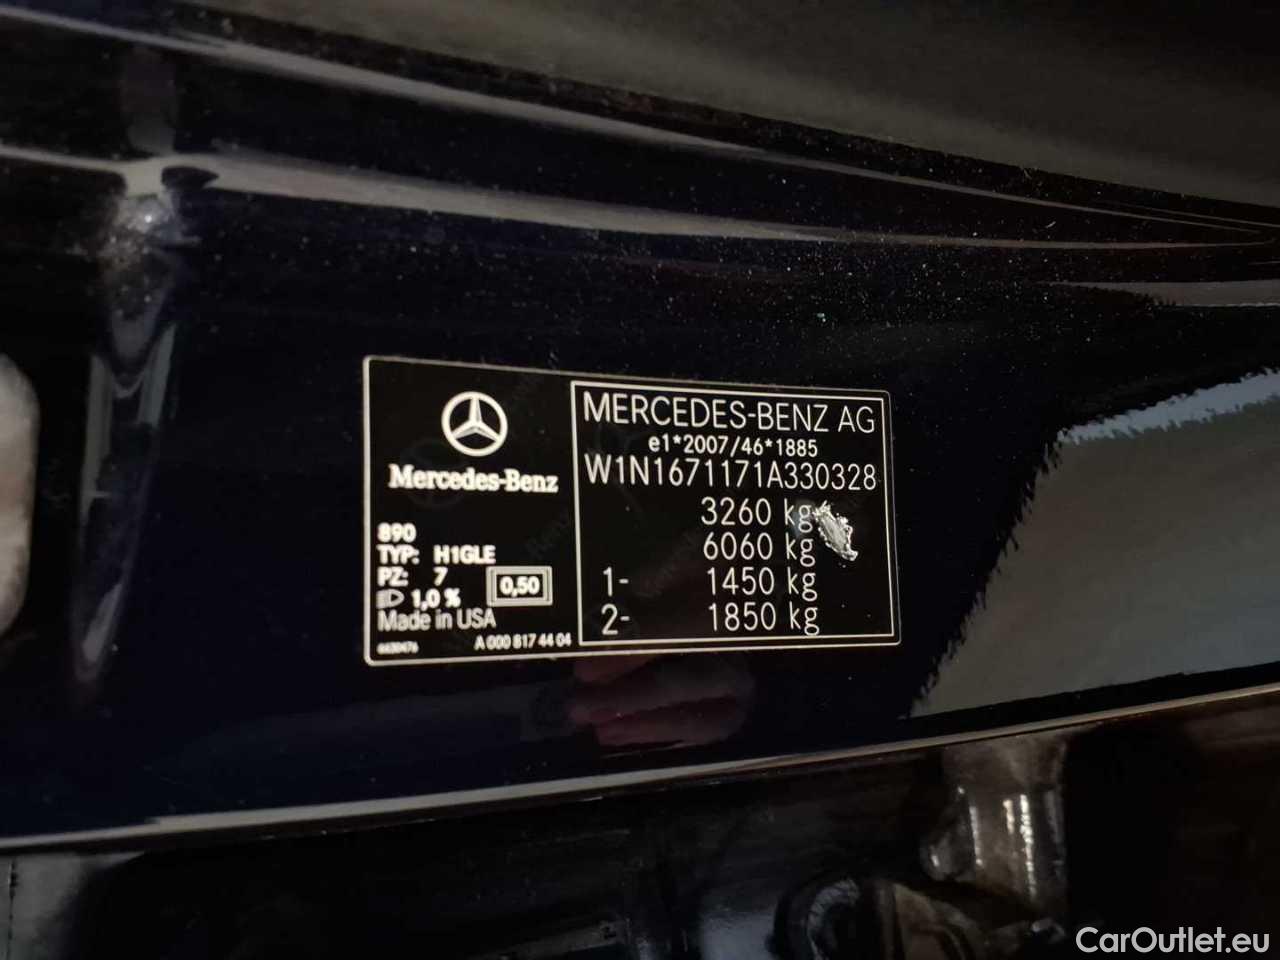 Mercedes-Benz
890
TYP: H1GLE
PZ: 7
1,0 %
0,50
Made in USA
A 000 817 44 04
MERCEDES-BENZ AG
e1*2007/46*1885
W1N1671171A330328
3260 kg
6060 kg
1- 1450 kg
2- 1850 kg
CarOutlet.eu